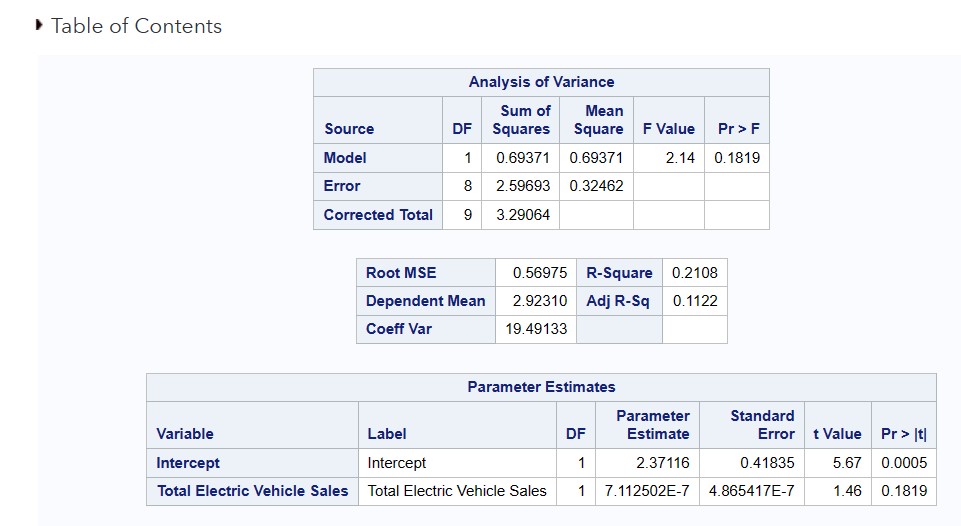 Table of Contents
Analysis of Variance
Source DF Sum of Squares Mean Square F Value Pr > F
Model 1 0.69371 0.69371 2.14 0.1819
Error 8 2.59693 0.32462
Corrected Total 9 3.29064
Root MSE 0.56975 R-Square 0.2108
Dependent Mean 2.92310 Adj R-Sq 0.1122
Coeff Var 19.49133
Parameter Estimates
Variable Label DF Parameter Estimate Standard Error t Value Pr > |t|
Intercept Intercept 1 2.37116 0.41835 5.67 0.0005
Total Electric Vehicle Sales Total Electric Vehicle Sales 1 7.112502E-7 4.865417E-7 1.46 0.1819